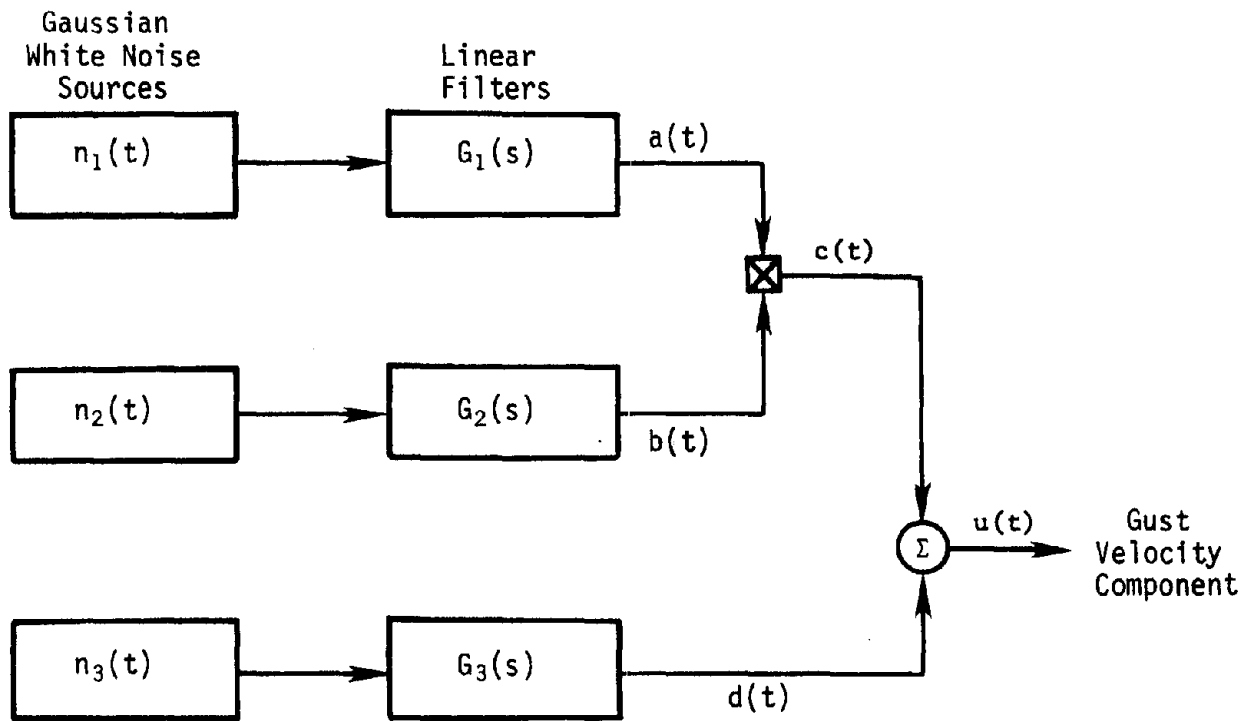 Gaussian
White Noise
Sources
Linear
Filters
n₁(t)
G₁(s)
a(t)
c(t)
n₂(t)
G₂(s)
b(t)
Σ
u(t)
Gust
Velocity
Component
n₃(t)
G₃(s)
d(t)